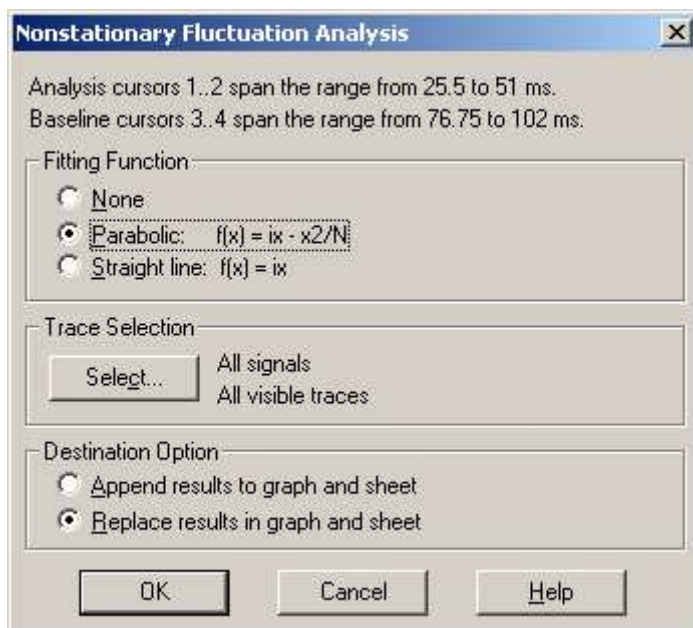 Nonstationary Fluctuation Analysis
Analysis cursors 1..2 span the range from 25.5 to 51 ms.
Baseline cursors 3..4 span the range from 76.75 to 102 ms.
Fitting Function
None
Parabolic: f(x) = ix - x2/N
Straight line: f(x) = ix
Trace Selection
Select...
All signals
All visible traces
Destination Option
Append results to graph and sheet
Replace results in graph and sheet
OK Cancel Help